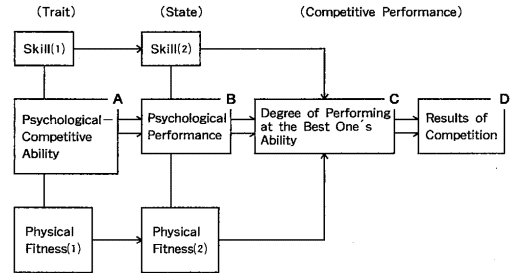 (Trait) (State) (Competitive Performance)
Skill(1) Skill(2)
A B C D
Psychological—
Competitive
Ability
Psychological
Performance
Degree of Performing
at the Best One´s
Ability
Results of
Competition
Physical
Fitness(1)
Physical
Fitness(2)